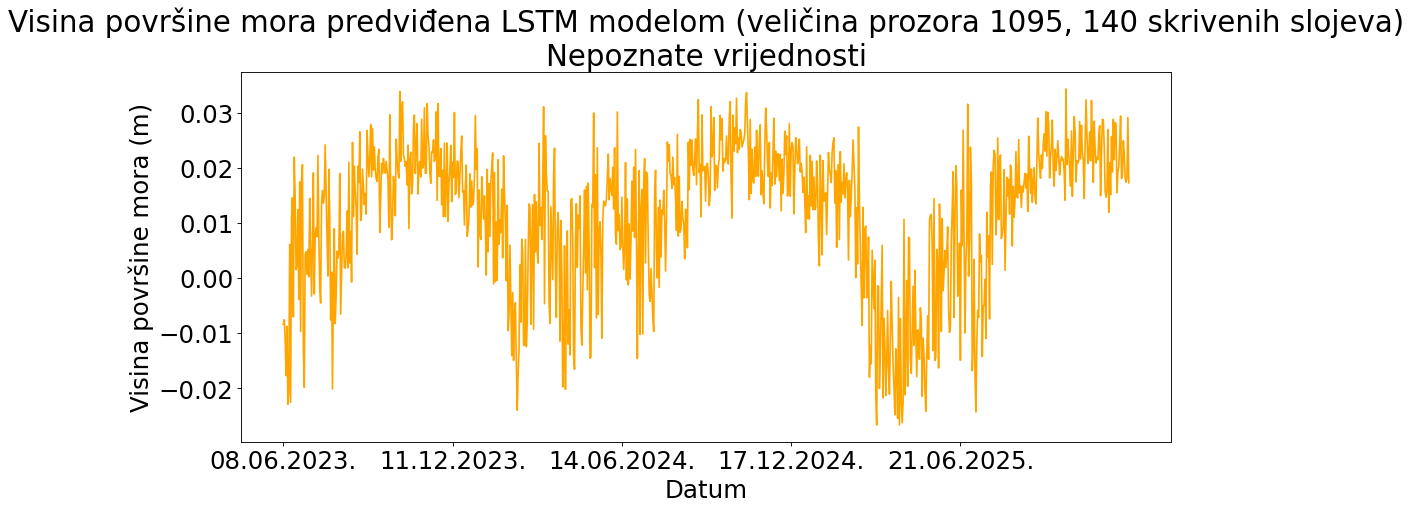 Visina površine mora predviđena LSTM modelom (veličina prozora 1095, 140 skrivenih slojeva)
Nepoznate vrijednosti
Visina površine mora (m)
0.03
0.02
0.01
0.00
−0.01
−0.02
08.06.2023. 11.12.2023. 14.06.2024. 17.12.2024. 21.06.2025.
Datum